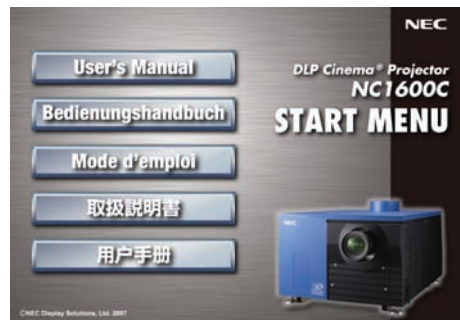 NEC
User's Manual
DLP Cinema® Projector
NC1600C
START MENU
Bedienungshandbuch
Mode d'emploi
取扱説明書
用户手册
NEC
©NEC Display Solutions, Ltd. 2007